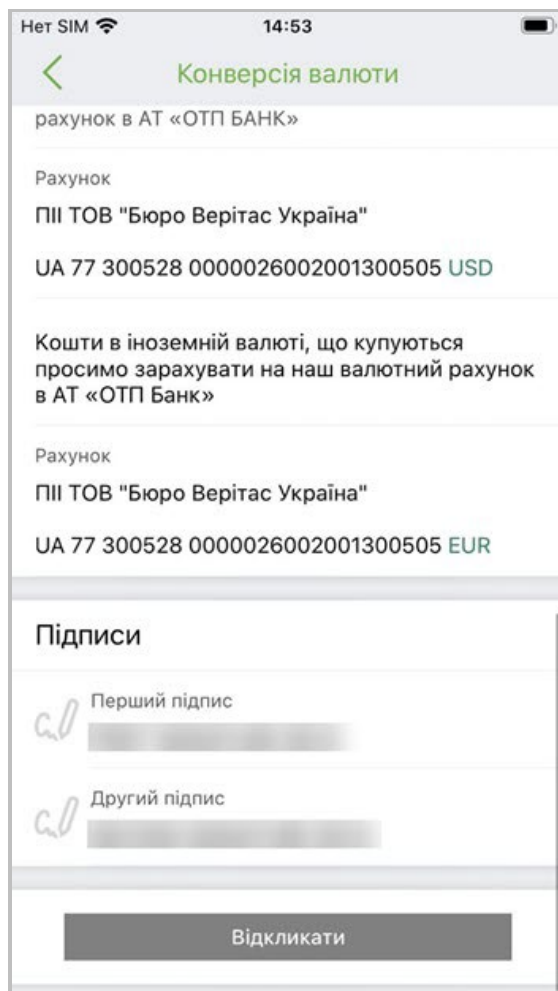 Нет SIM 14:53
Конверсія валюти
рахунок в АТ «ОТП БАНК»
Рахунок
ПІІ ТОВ "Бюро Верітас Україна"
UA 77 300528 0000026002001300505 USD
Кошти в іноземній валюті, що купуються
просимо зарахувати на наш валютний рахунок
в АТ «ОТП Банк»
Рахунок
ПІІ ТОВ "Бюро Верітас Україна"
UA 77 300528 0000026002001300505 EUR
Підписи
Перший підпис
Другий підпис
Відкликати